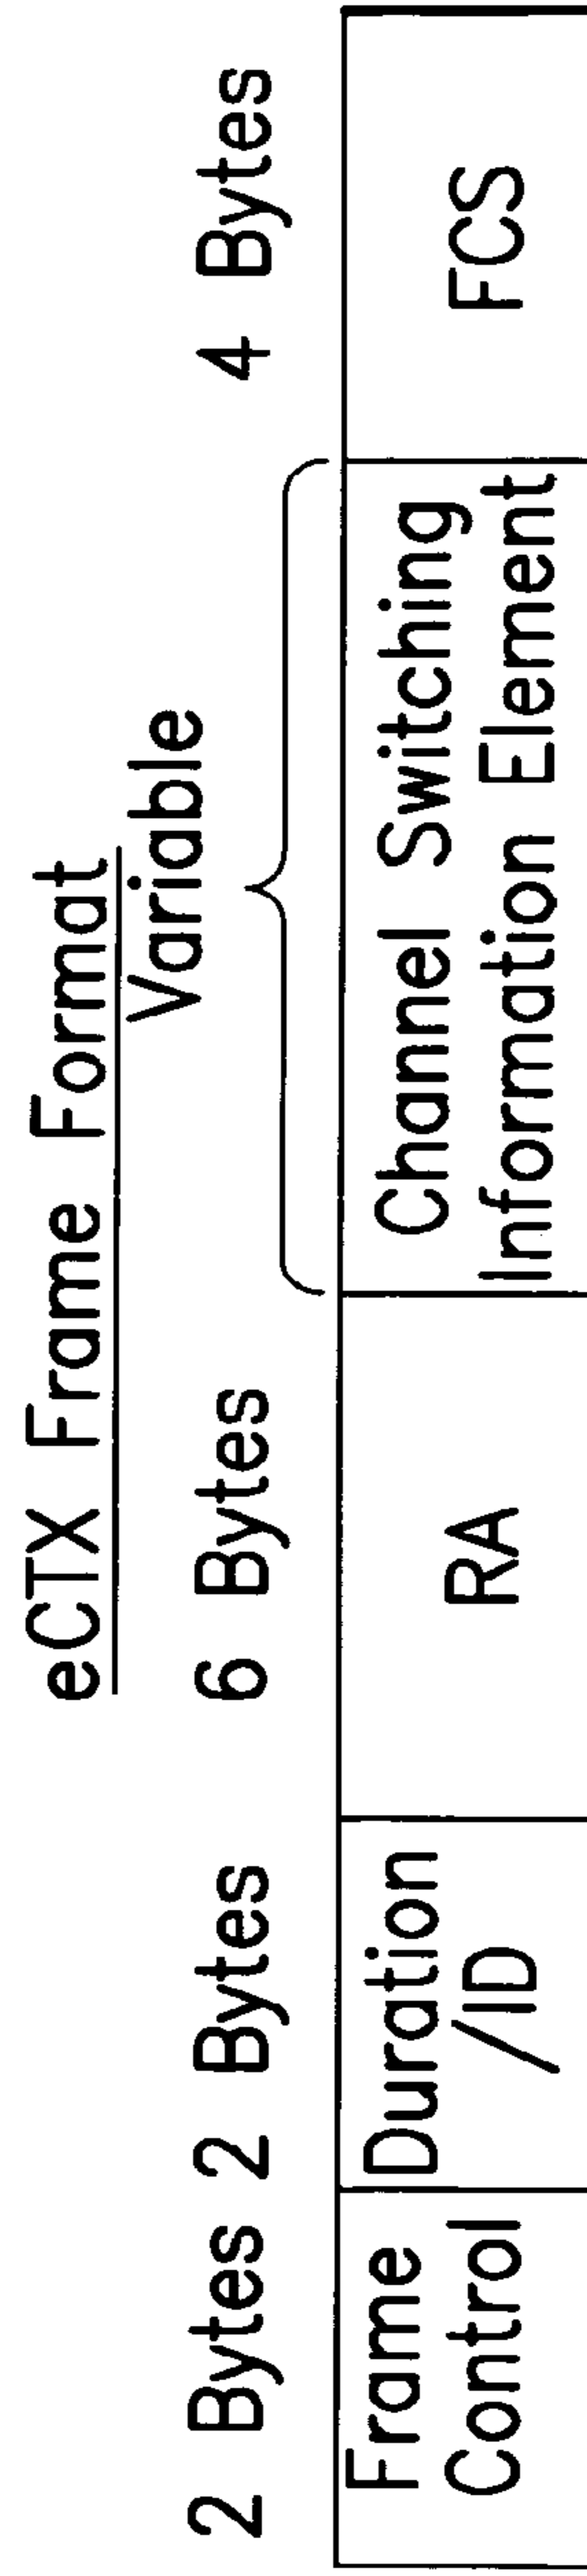 eCTX Frame Format
2 Bytes 2 Bytes 6 Bytes Variable 4 Bytes
Frame
Control
Duration
/ID
RA
Channel Switching
Information Element
FCS